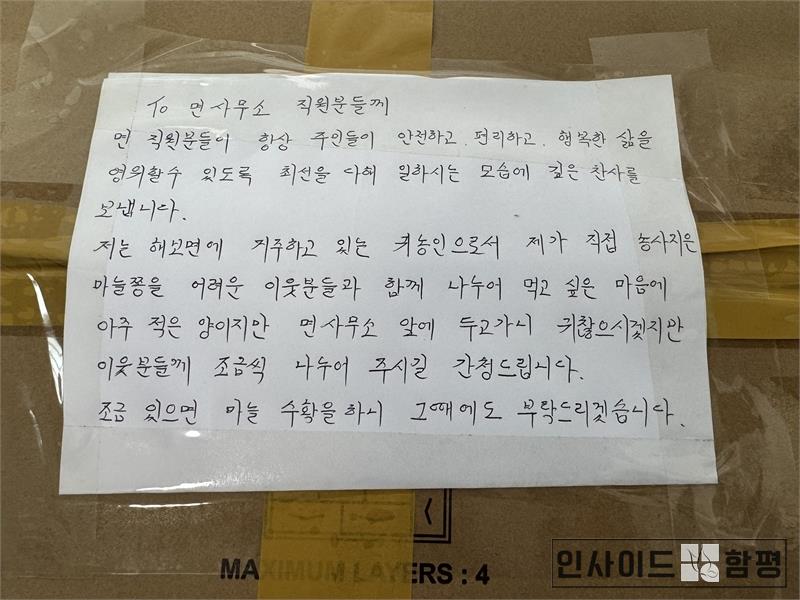 To 면사무소 직원분들께
면 직원분들이 항상 주민들이 안전하고. 편리하고. 행복한 삶을
영위할수 있도록 최선을 다해 일하시는 모습에 깊은 찬사를
보냅니다.
저는 해보면에 거주하고 있는 귀농인으로서 제가 직접 농사지은
마늘쫑을 어려운 이웃분들과 함께 나누어 먹고 싶은 마음에
아주 적은 양이지만 면사무소 앞에 두고가니 귀찮으시겠지만
이웃분들께 조금씩 나누어 주시길 간청드립니다.
조금 있으면 마늘 수확을 하니 그때에도 부탁드리겠습니다.
MAXIMUM LAYERS : 4
인사이드 함평